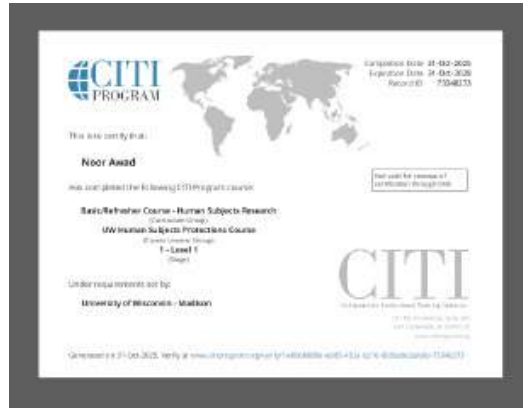 CITI
PROGRAM
Completion Date 31-Oct-2025
Expiration Date 31-Oct-2028
Record ID
This is to certify that:
Noor Awad
Has completed the following CITI Program course:
Not valid for renewal of
certification through CME.
Basic/Refresher Course - Human Subjects Research
(Curriculum Group)
UW Human Subjects Protections Course
(Course Learner Group)
1 - Level 1
(Stage)
Under requirements set by:
University of Wisconsin - Madison
CITI
Collaborative Institutional Training Initiative
Generated on 31-Oct-2025. Verify at